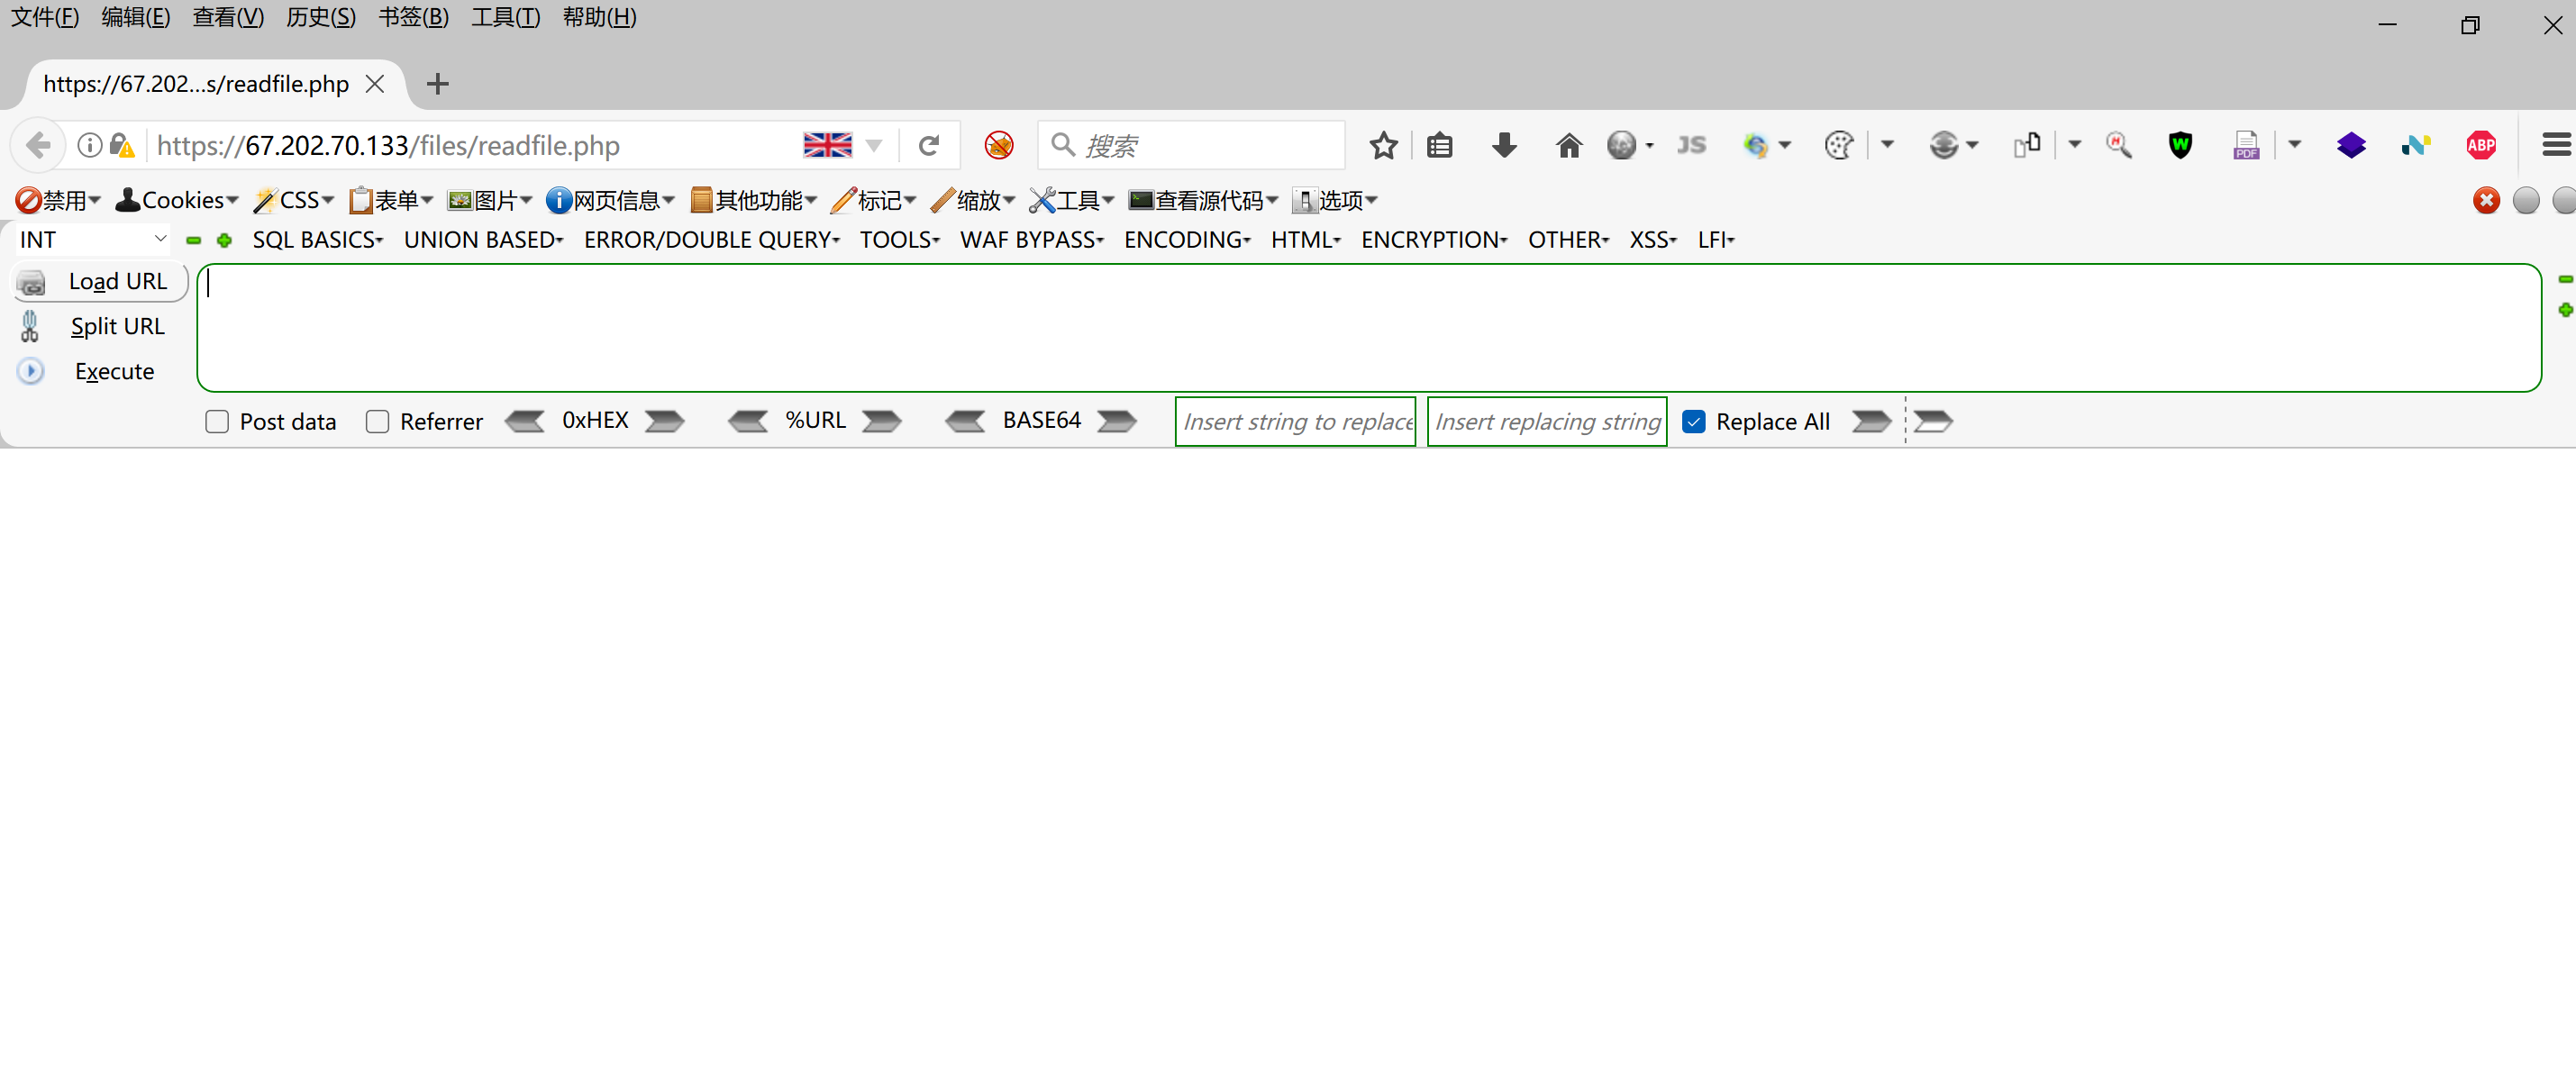 文件(F) 编辑(E) 查看(V) 历史(S) 书签(B) 工具(T) 帮助(H)
https://67.202...s/readfile.php
https://67.202.70.133/files/readfile.php 搜索 JS W PDF N ABP
禁用 Cookies CSS 表单 图片 网页信息 其他功能 标记 缩放 工具 查看源代码 选项
INT SQL BASICS UNION BASED ERROR/DOUBLE QUERY TOOLS WAF BYPASS ENCODING HTML ENCRYPTION OTHER XSS LFI
Load URL
Split URL
Execute
Post data Referrer 0xHEX %URL BASE64 Insert string to replace Insert replacing string Replace All